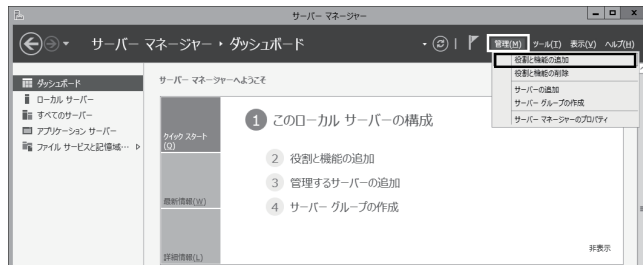 サーバー マネージャー
サーバー マネージャー・ダッシュボード
管理(M) ツール(T) 表示(V) ヘルプ(H)
役割と機能の追加
役割と機能の削除
サーバーの追加
サーバー グループの作成
サーバー マネージャーのプロパティ
ダッシュボード
ローカル サーバー
すべてのサーバー
アプリケーション サーバー
ファイル サービスと記憶域…
サーバー マネージャーへようこそ
クイック スタート(Q)
最新情報(W)
詳細情報(L)
1 このローカル サーバーの構成
2 役割と機能の追加
3 管理するサーバーの追加
4 サーバー グループの作成
非表示